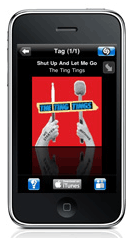 Tag (1/1)
Shut Up And Let Me Go
The Ting Tings
THE TING TINGS
iTunes